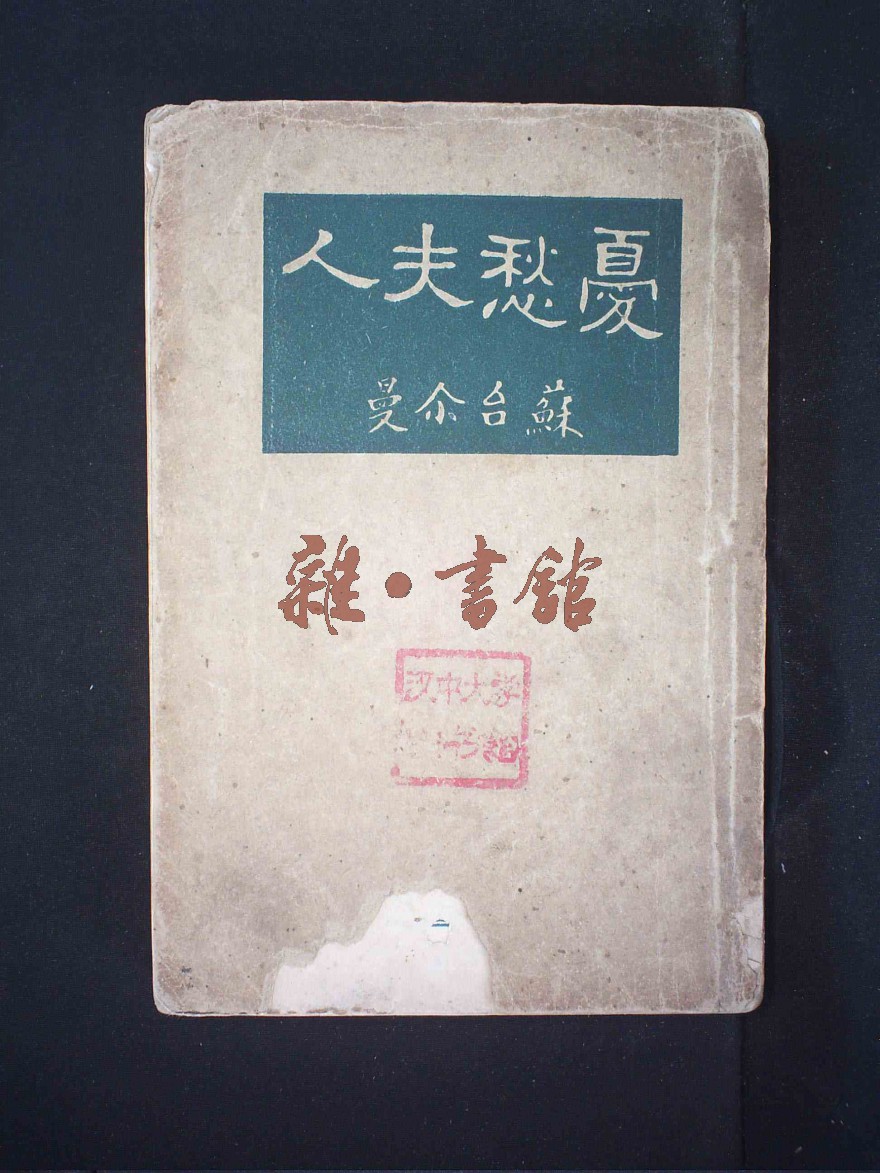 憂愁夫人
蘇台尒曼
雜·書館
汉中大学